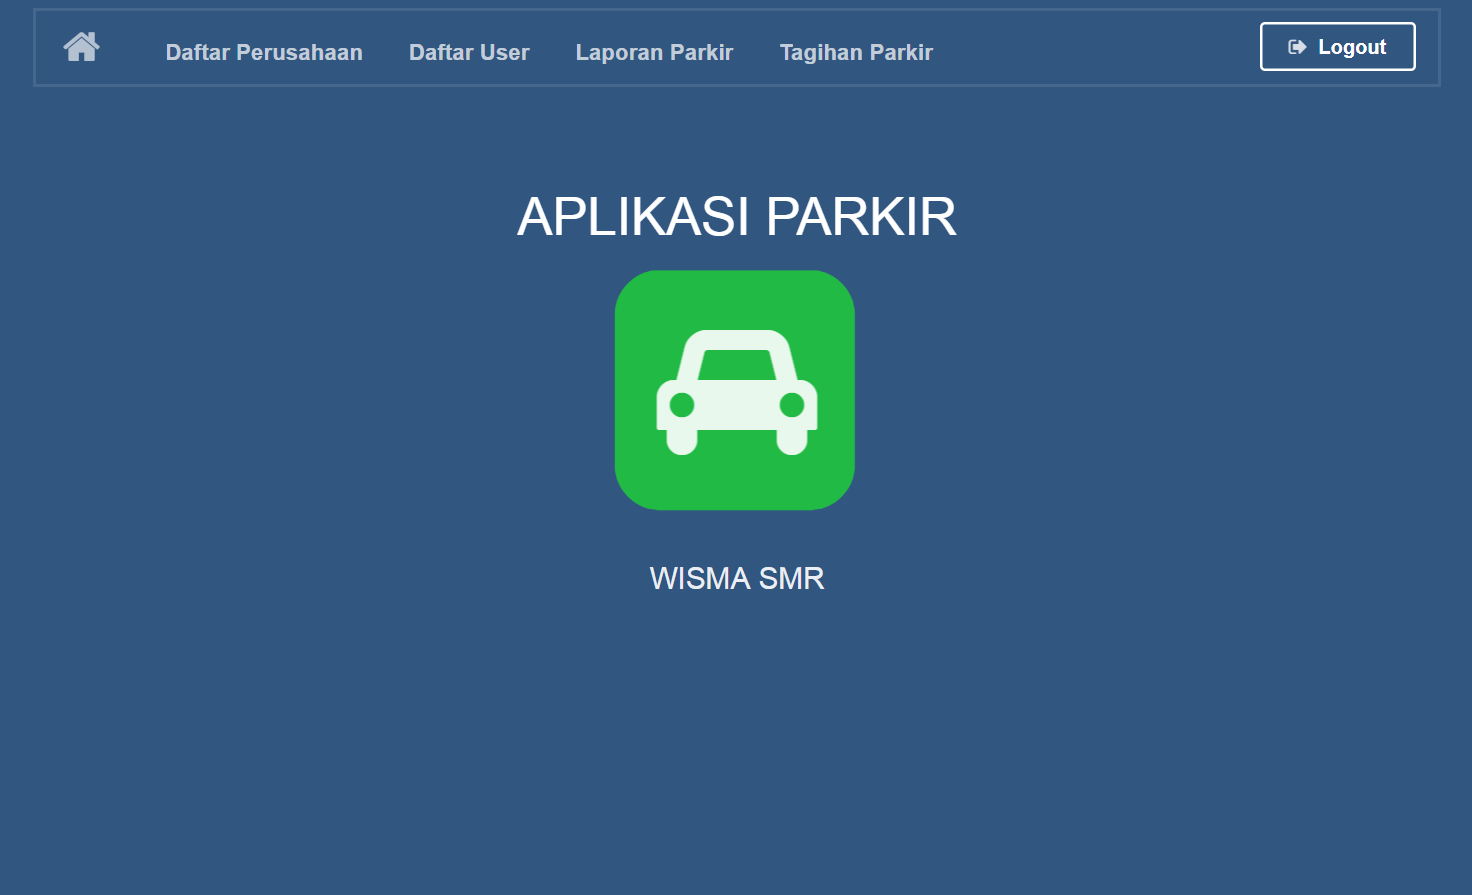 Daftar Perusahaan Daftar User Laporan Parkir Tagihan Parkir Logout
APLIKASI PARKIR
WISMA SMR